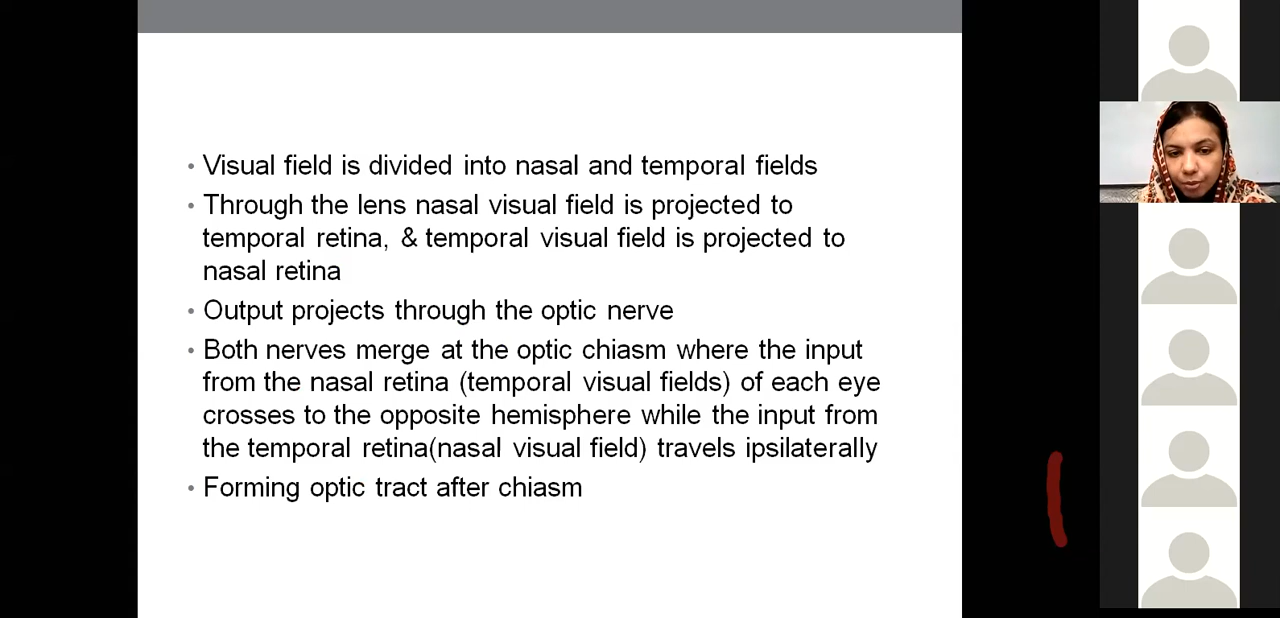 • Visual field is divided into nasal and temporal fields
• Through the lens nasal visual field is projected to
temporal retina, & temporal visual field is projected to
nasal retina
• Output projects through the optic nerve
• Both nerves merge at the optic chiasm where the input
from the nasal retina (temporal visual fields) of each eye
crosses to the opposite hemisphere while the input from
the temporal retina(nasal visual field) travels ipsilaterally
• Forming optic tract after chiasm